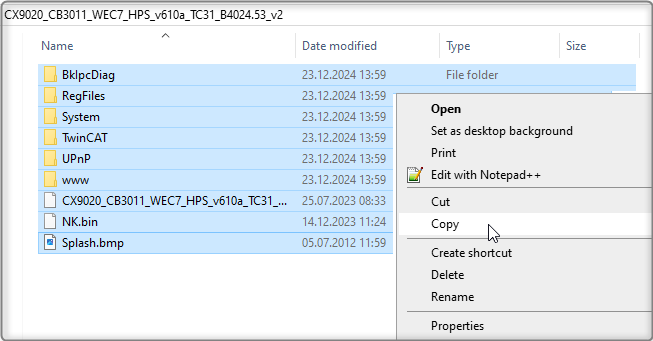 CX9020_CB3011_WEC7_HPS_v610a_TC31_B4024.53_v2
Name Date modified Type Size
BklpcDiag 23.12.2024 13:59 File folder
RegFiles 23.12.2024 13:59
System 23.12.2024 13:59
TwinCAT 23.12.2024 13:59
UPnP 23.12.2024 13:59
www 23.12.2024 13:59
CX9020_CB3011_WEC7_HPS_v610a_TC31_... 25.07.2023 08:33
NK.bin 14.12.2023 11:24
Splash.bmp 05.07.2012 11:59
Open
Set as desktop background
Print
Edit with Notepad++
Cut
Copy
Create shortcut
Delete
Rename
Properties